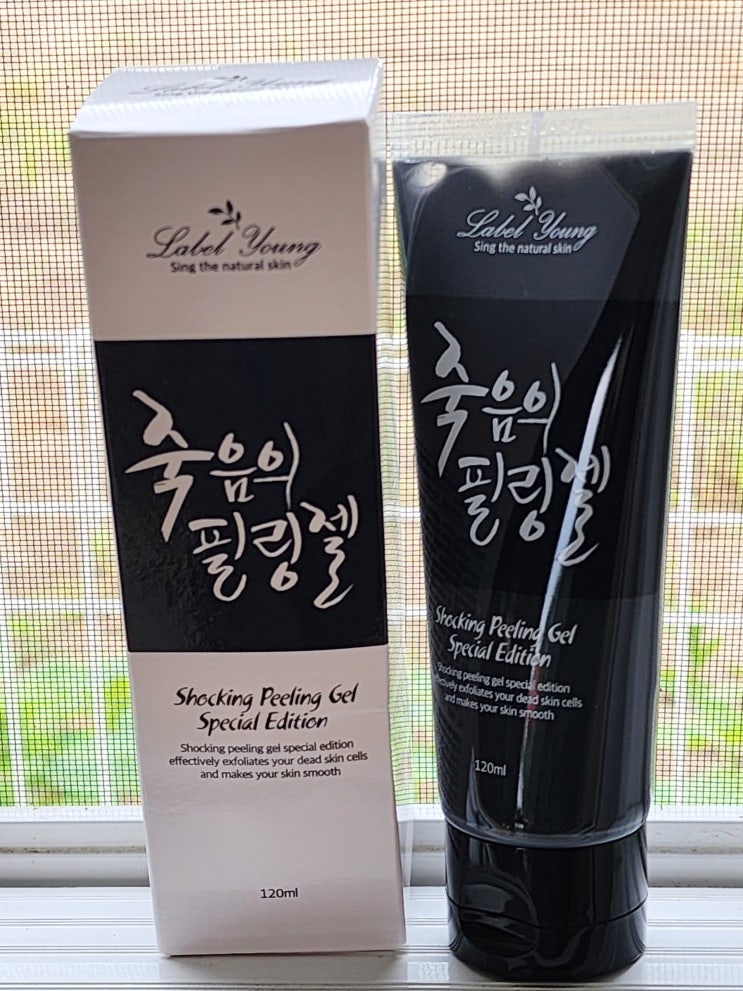 Label Young
Sing the natural skin
죽음의
필링젤
Shocking Peeling Gel
Special Edition
Shocking peeling gel special edition
effectively exfoliates your dead skin cells
and makes your skin smooth
120ml
Label Young
Sing the natural skin
죽음의
필링젤
Shocking Peeling Gel
Special Edition
Shocking peeling gel special edition
effectively exfoliates your dead skin cells
and makes your skin smooth
120ml